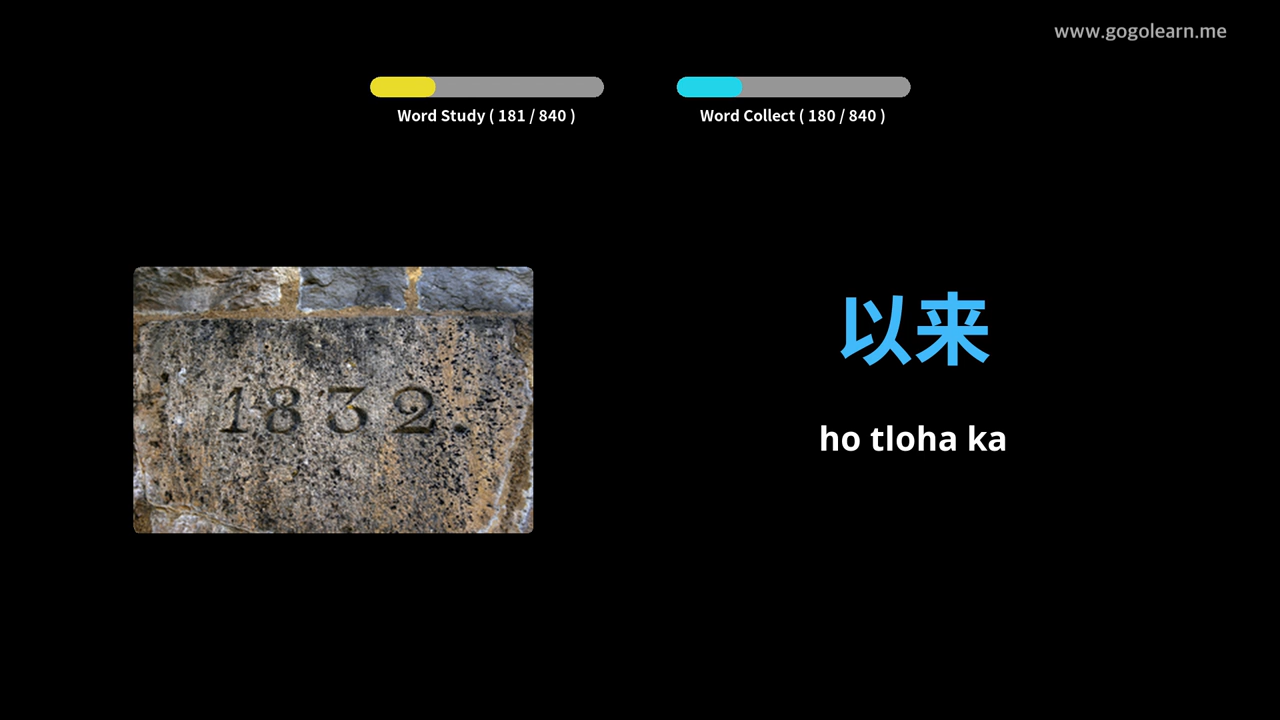 www.gogolearn.me
Word Study ( 181 / 840 )
Word Collect ( 180 / 840 )
1832.
以来
ho tloha ka